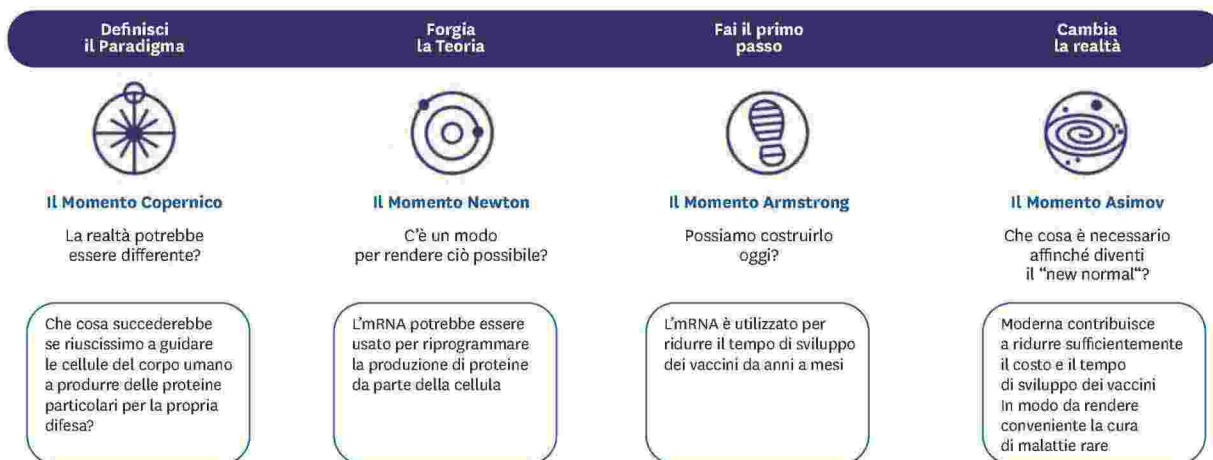 Definisci
il Paradigma
Forgia
la Teoria
Fai il primo
passo
Cambia
la realtà
Il Momento Copernico
La realtà potrebbe
essere differente?
Il Momento Newton
C'è un modo
per rendere ciò possibile?
Il Momento Armstrong
Possiamo costruirlo
oggi?
Il Momento Asimov
Che cosa è necessario
affinché diventi
il “new normal“?
Che cosa succederebbe
se riuscissimo a guidare
le cellule del corpo umano
a produrre delle proteine
particolari per la propria
difesa?
L'mRNA potrebbe essere
usato per riprogrammare
la produzione di proteine
da parte della cellula
L'mRNA è utilizzato per
ridurre il tempo di sviluppo
dei vaccini da anni a mesi
Moderna contribuisce
a ridurre sufficientemente
il costo e il tempo
di sviluppo dei vaccini
In modo da rendere
conveniente la cura
di malattie rare